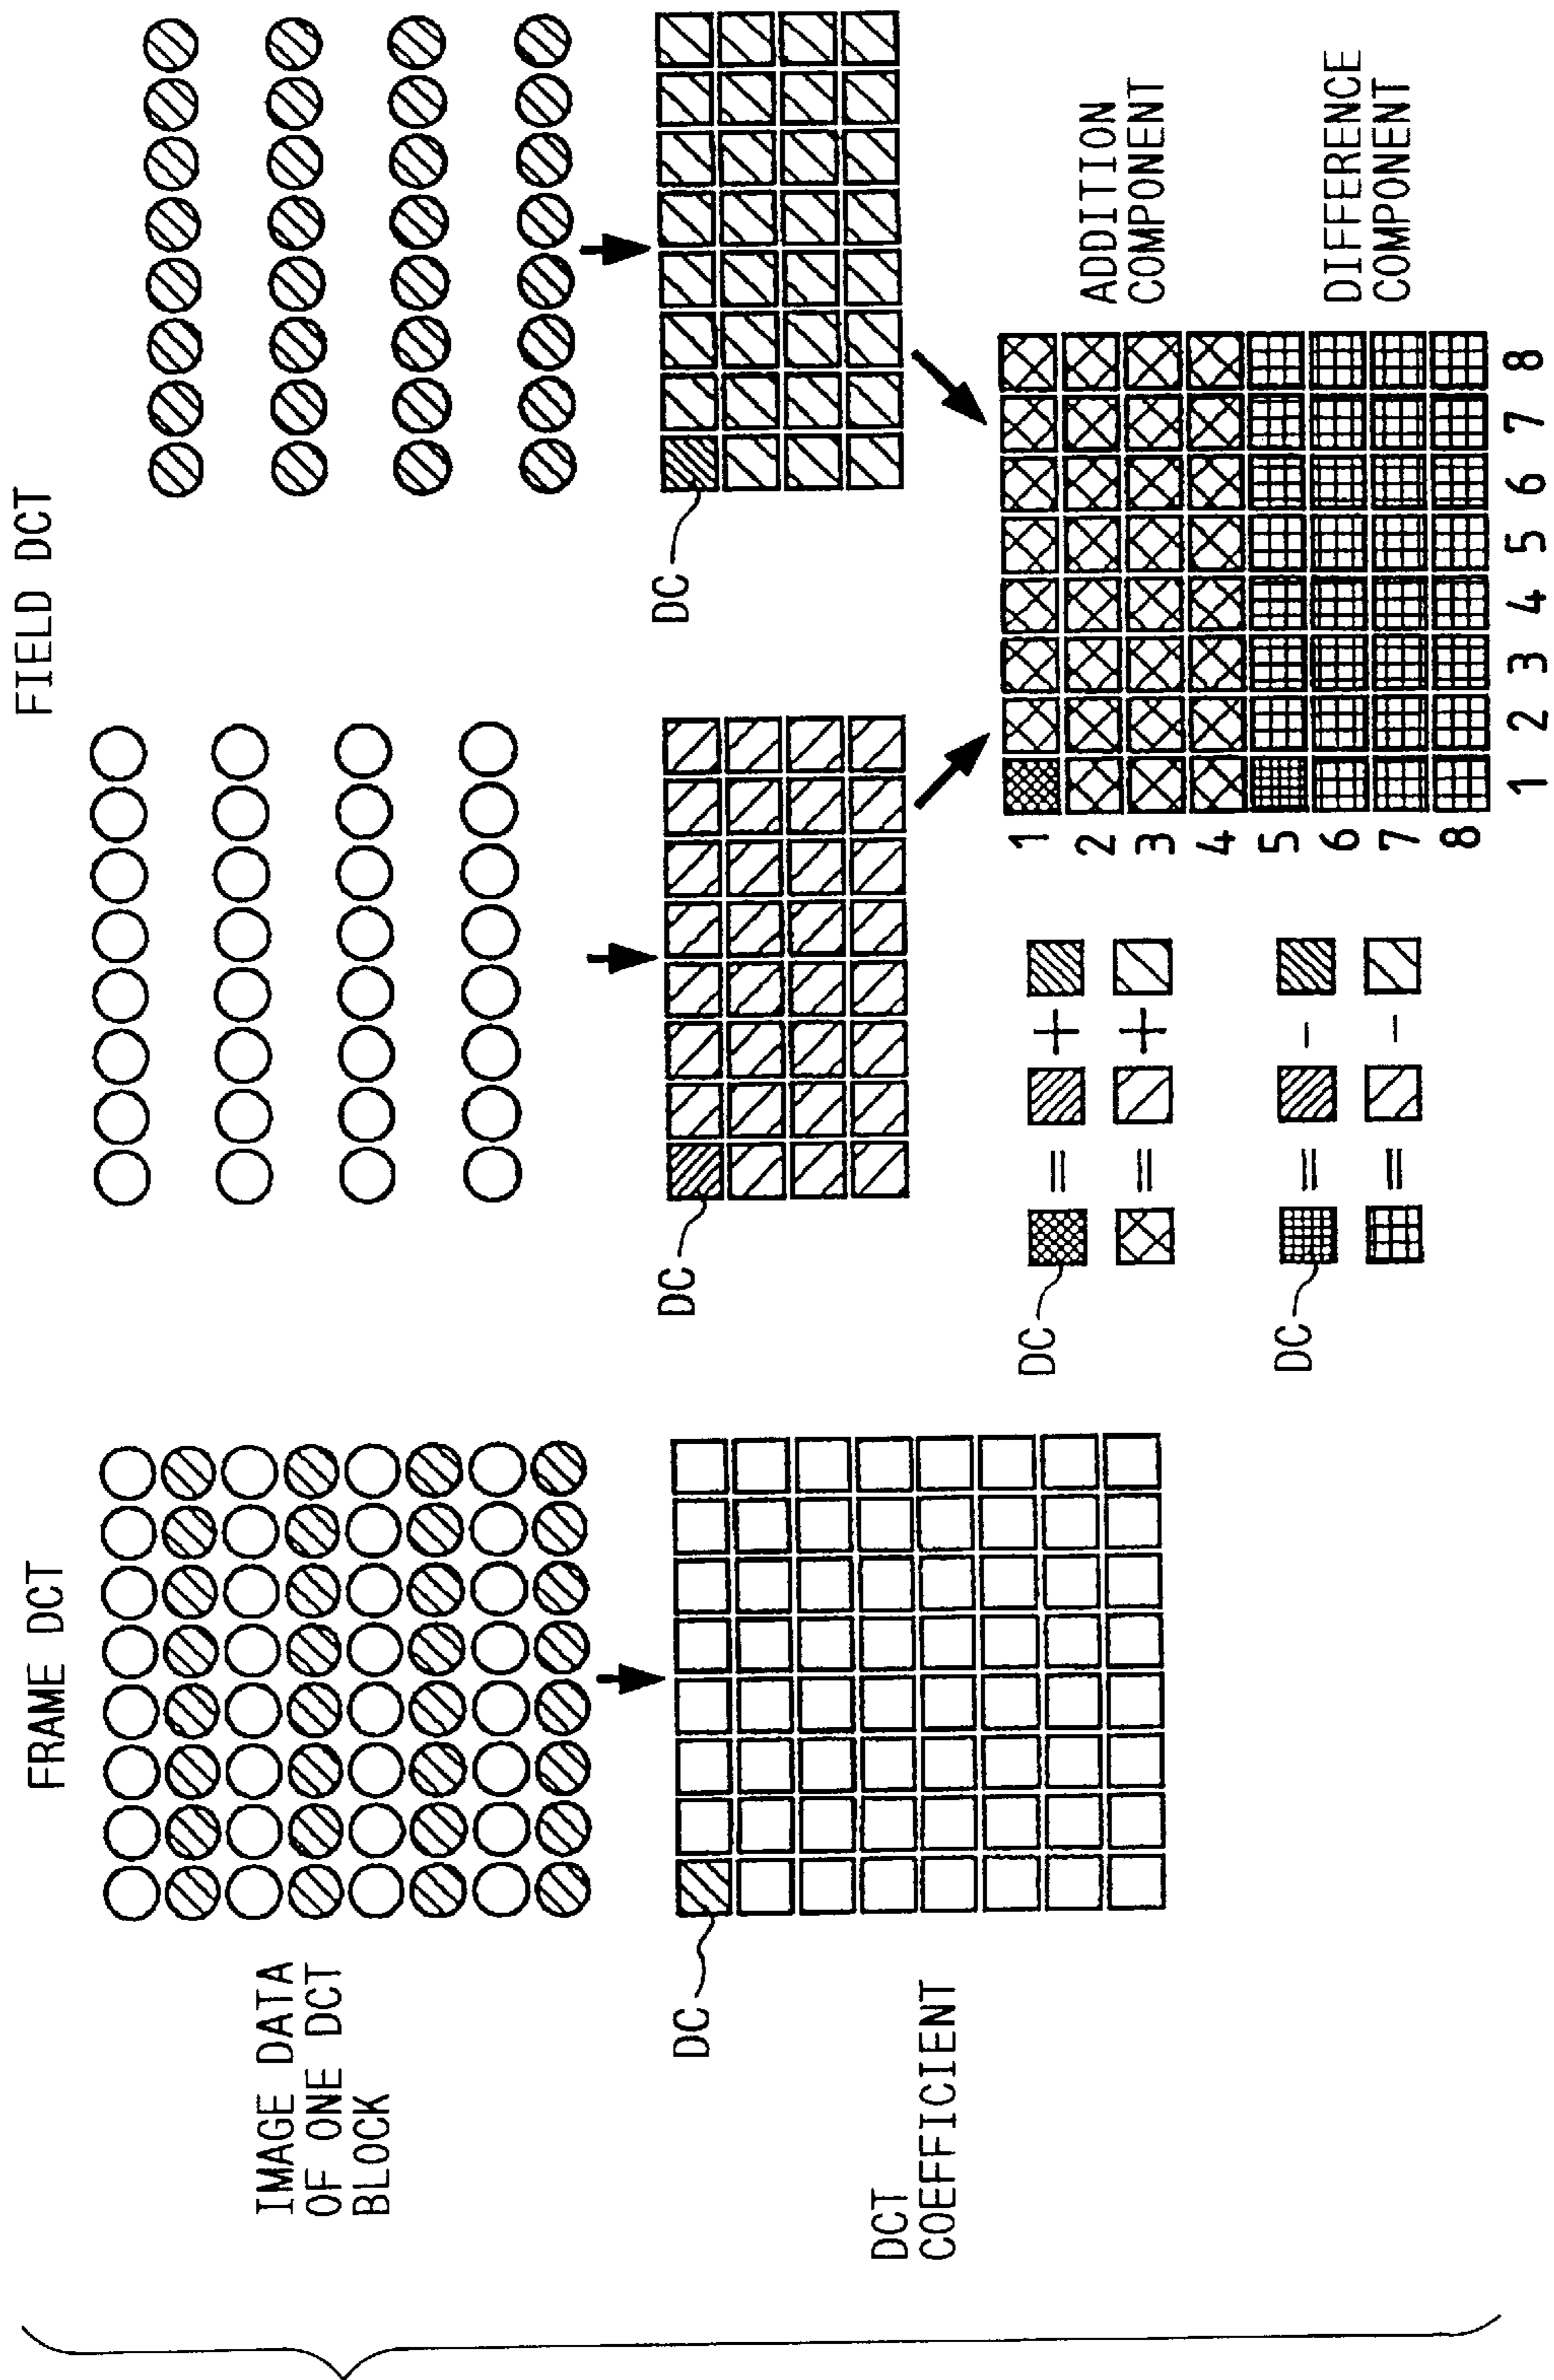 FRAME DCT
FIELD DCT
IMAGE DATA
OF ONE DCT
BLOCK
DCT
COEFFICIENT
DC
DC
DC
1
2
3
4
5
6
7
8
1 2 3 4 5 6 7 8
ADDITION
COMPONENT
DIFFERENCE
COMPONENT
DC = +
= +
DC = -
= -